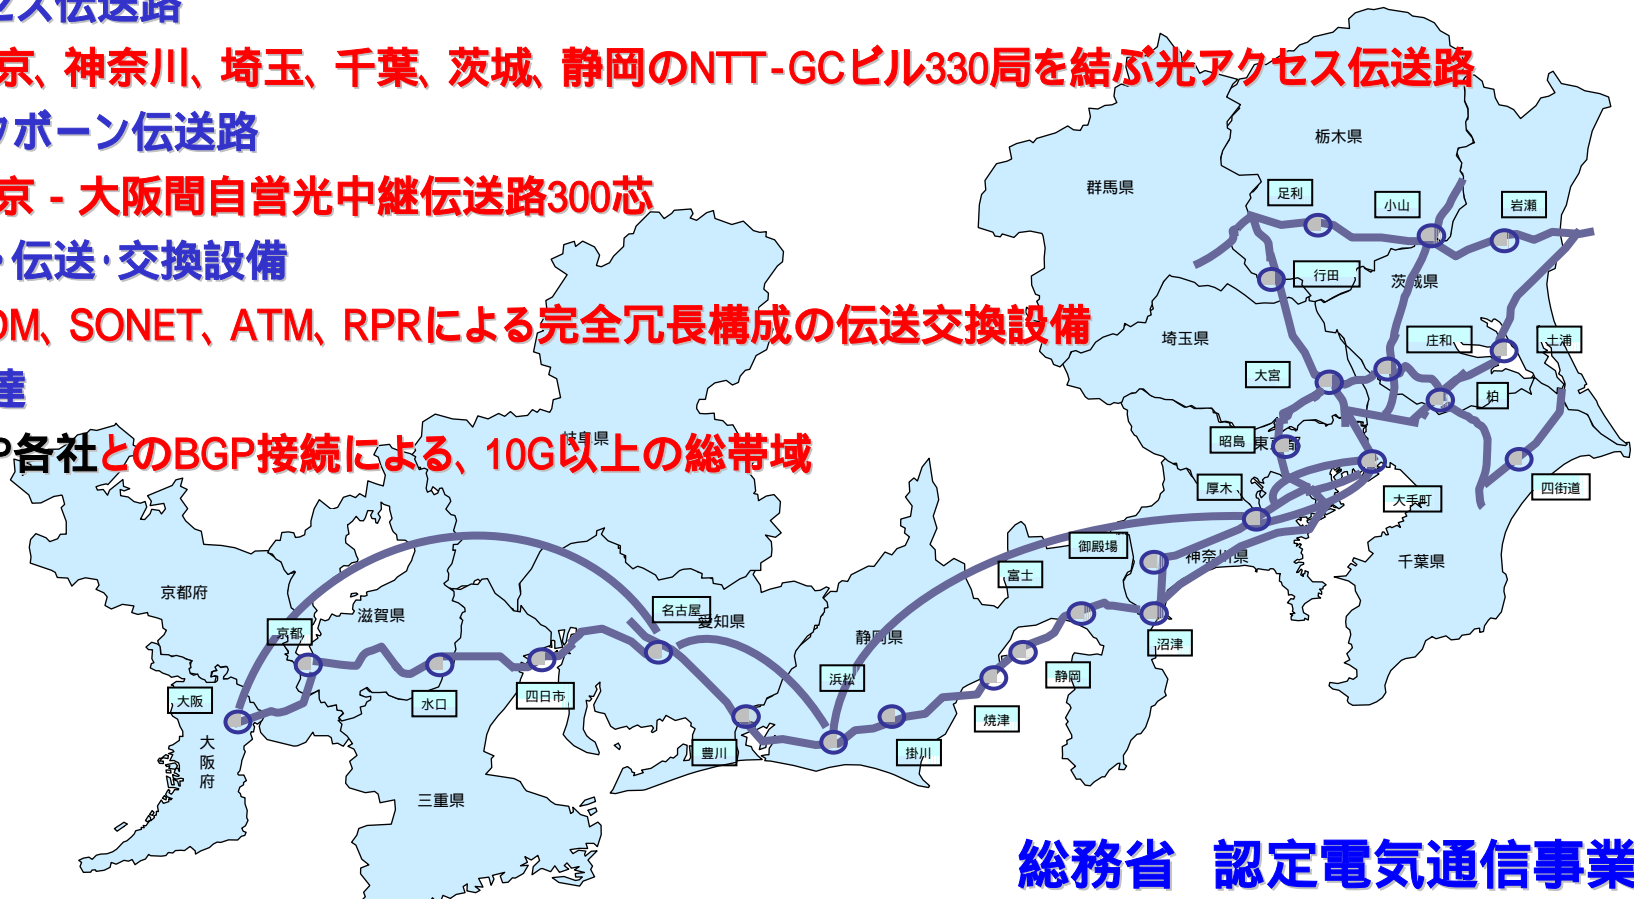 セス伝送路
京、神奈川、埼玉、千葉、茨城、静岡のNTT-GCビル330局を結ぶ光アクセス伝送路
クボーン伝送路
京 - 大阪間自営光中継伝送路300芯
・伝送・交換設備
DM、SONET、ATM、RPRによる完全冗長構成の伝送交換設備
達
P各社とのBGP接続による、10G以上の総帯域
栃木県
群馬県
足利
小山
岩瀬
行田
茨城県
埼玉県
庄和
土浦
大宮
柏
昭島
東京都
岐阜県
厚木
大手町
四街道
御殿場
神奈川県
千葉県
富士
京都府
滋賀県
名古屋
愛知県
京都
静岡県
沼津
浜松
静岡
大阪
水口
四日市
焼津
大阪府
豊川
掛川
三重県
総務省 認定電気通信事業